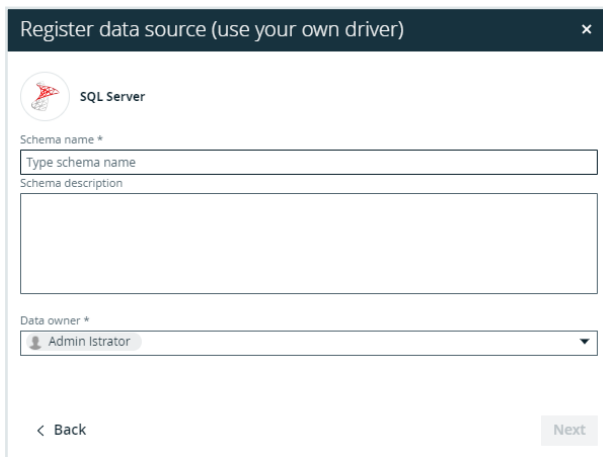 Register data source (use your own driver) ×
SQL Server
Schema name *
Type schema name
Schema description
Data owner *
Admin Istrator
< Back
Next